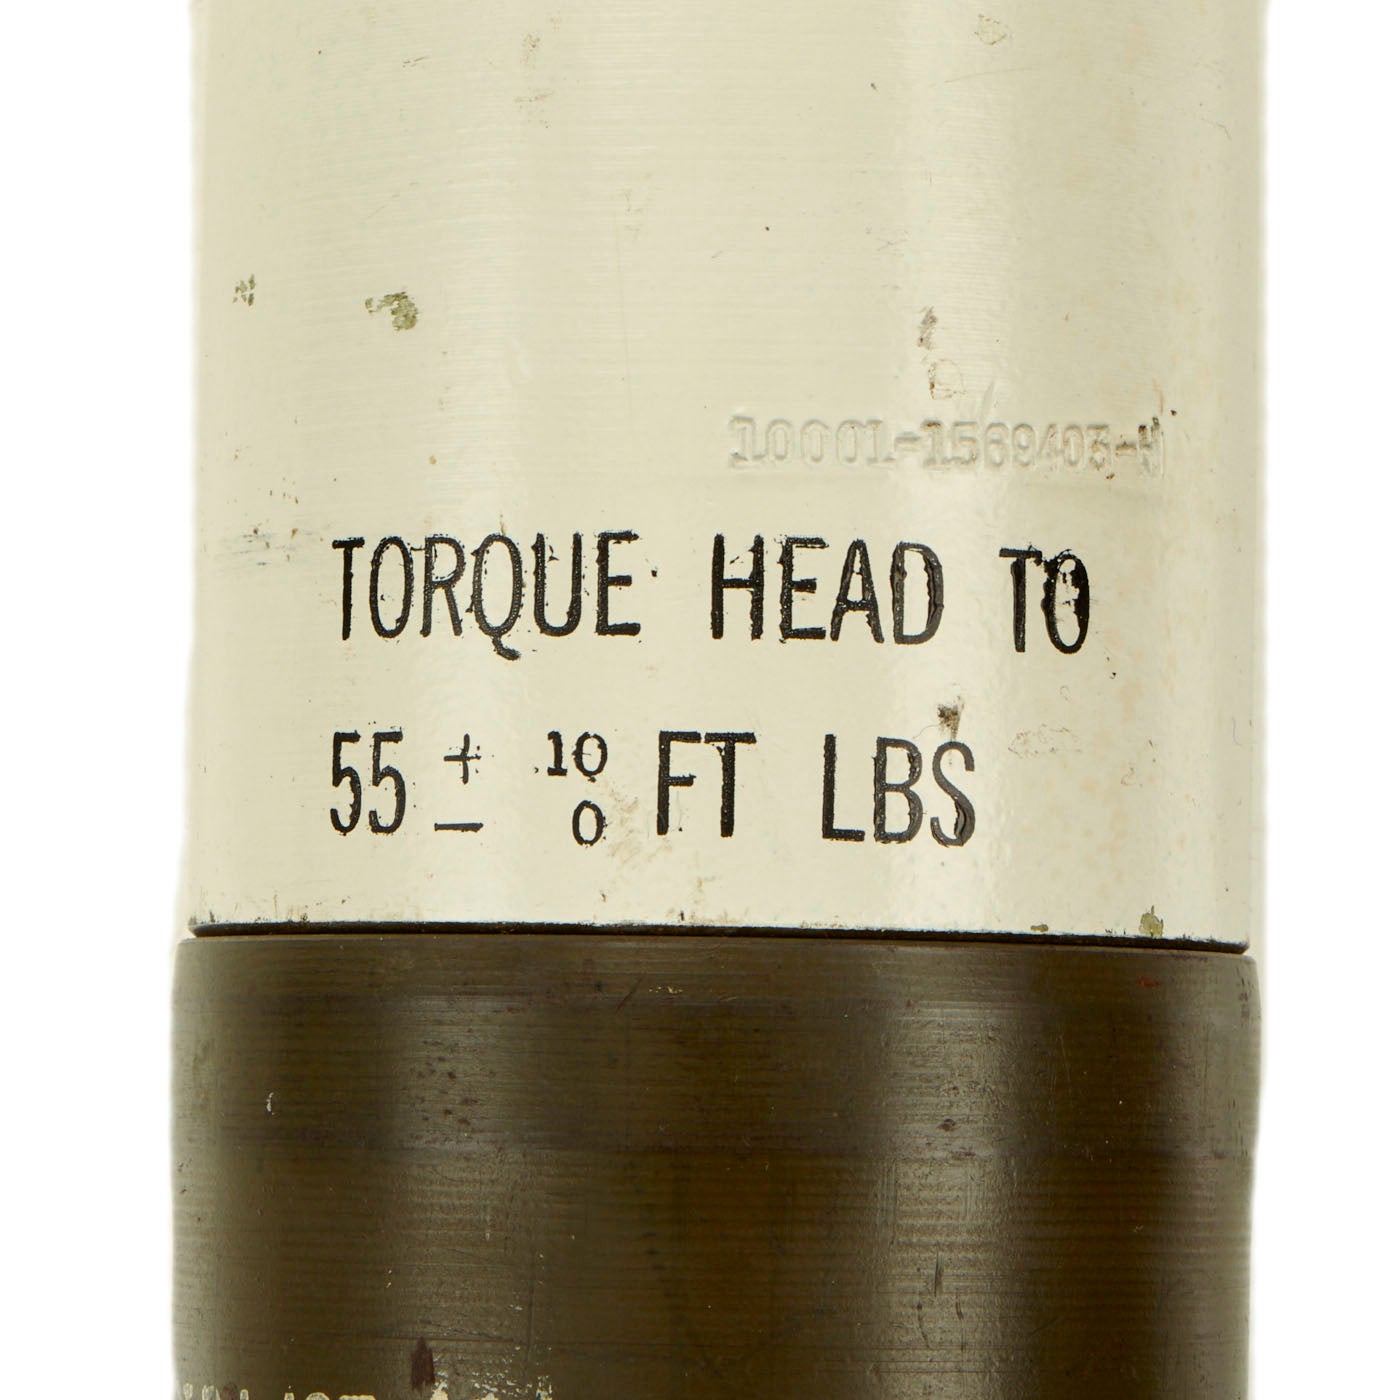 10001-1569403-H
TORQUE HEAD TO
55 + 10 FT LBS
− 0